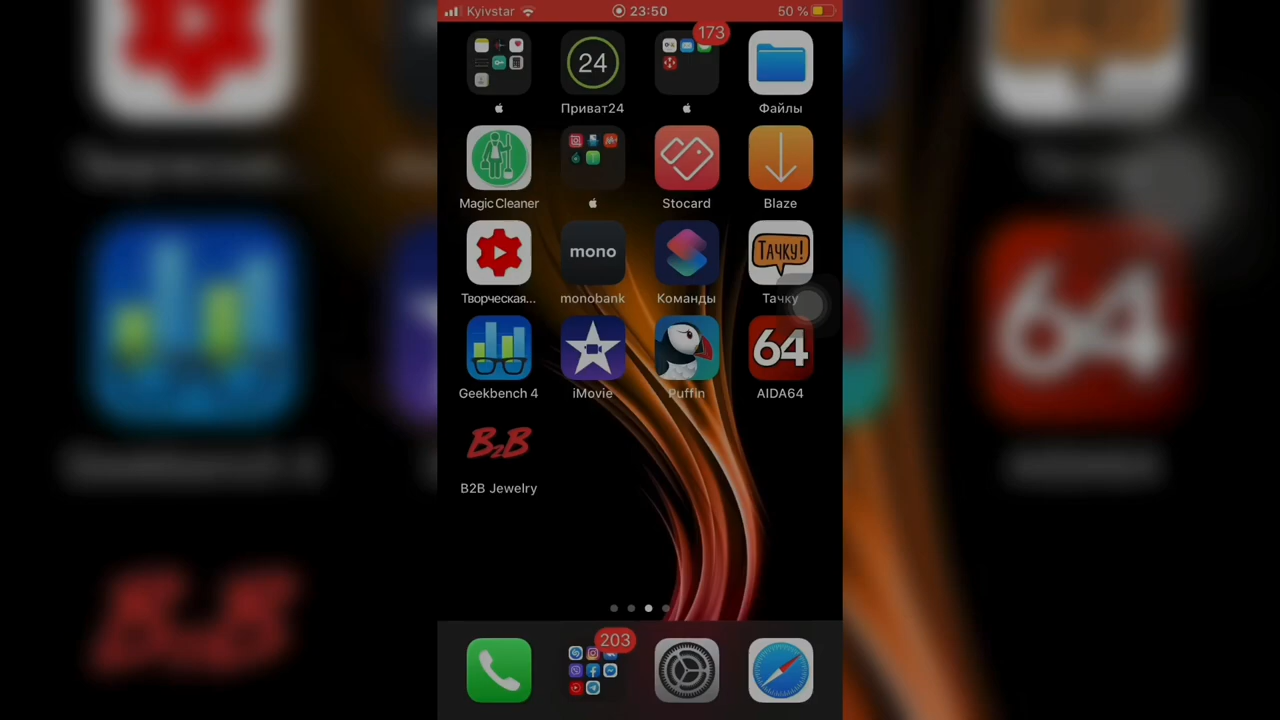 Kyivstar 23:50 50 %
173
24
Приват24 Файлы
Magic Cleaner Stocard Blaze
mono ТАЧКУ!
Творческая... monobank Команды Тачку
64
Geekbench 4 iMovie Puffin AIDA64
B2B
B2B Jewelry
203